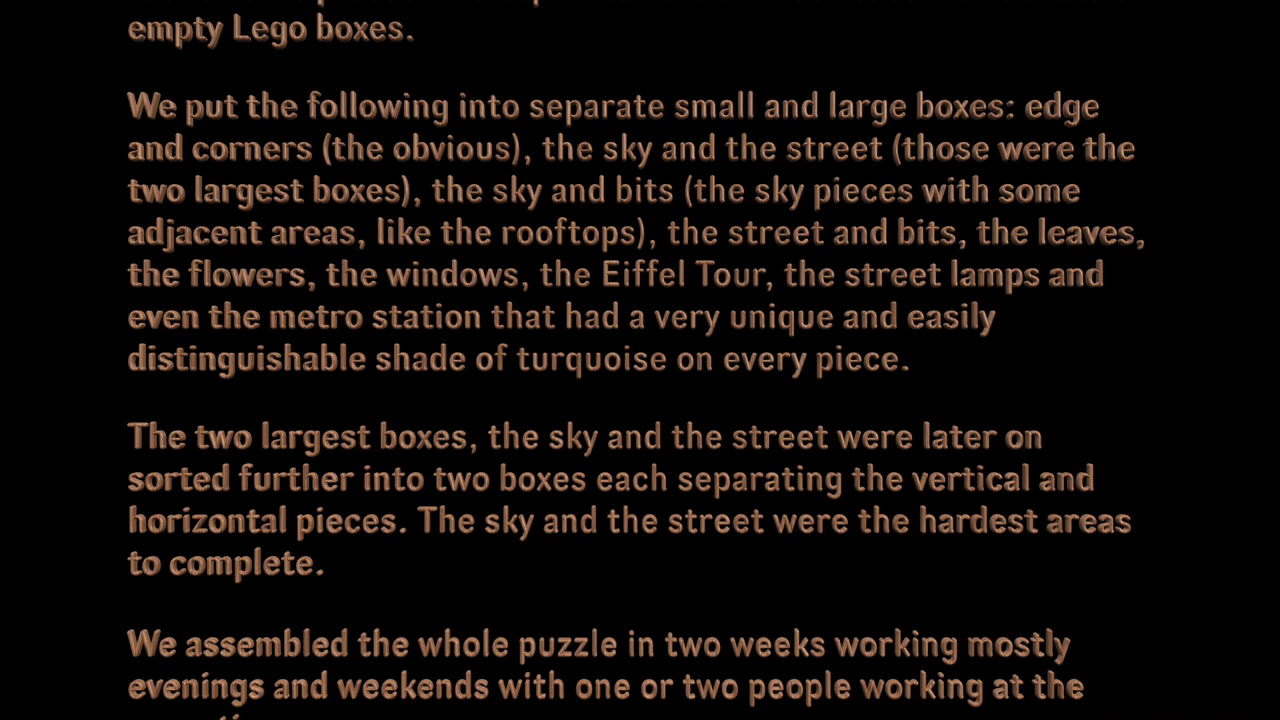 empty Lego boxes.
We put the following into separate small and large boxes: edge
and corners (the obvious), the sky and the street (those were the
two largest boxes), the sky and bits (the sky pieces with some
adjacent areas, like the rooftops), the street and bits, the leaves,
the flowers, the windows, the Eiffel Tour, the street lamps and
even the metro station that had a very unique and easily
distinguishable shade of turquoise on every piece.
The two largest boxes, the sky and the street were later on
sorted further into two boxes each separating the vertical and
horizontal pieces. The sky and the street were the hardest areas
to complete.
We assembled the whole puzzle in two weeks working mostly
evenings and weekends with one or two people working at the